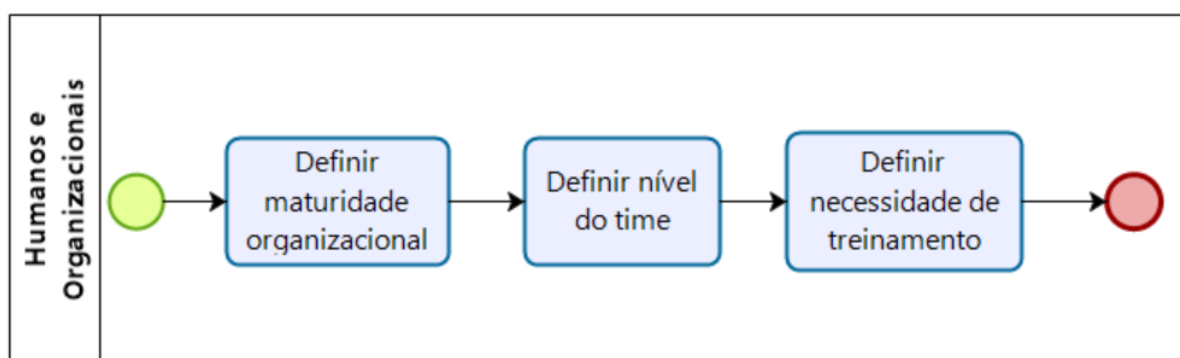 Humanos e
Organizacionais
Definir
maturidade
organizacional
Definir nível
do time
Definir
necessidade de
treinamento